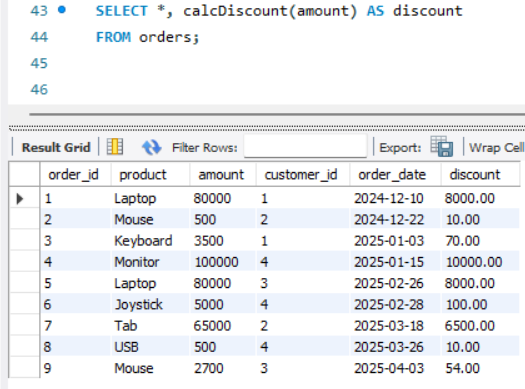 43 SELECT *, calcDiscount(amount) AS discount
44 FROM orders;
45
46
Result Grid Filter Rows: Export: Wrap Cell
order_id product amount customer_id order_date discount
1 Laptop 80000 1 2024-12-10 8000.00
2 Mouse 500 2 2024-12-22 10.00
3 Keyboard 3500 1 2025-01-03 70.00
4 Monitor 100000 4 2025-01-15 10000.00
5 Laptop 80000 3 2025-02-26 8000.00
6 Joystick 5000 4 2025-02-28 100.00
7 Tab 65000 2 2025-03-18 6500.00
8 USB 500 4 2025-03-26 10.00
9 Mouse 2700 3 2025-04-03 54.00